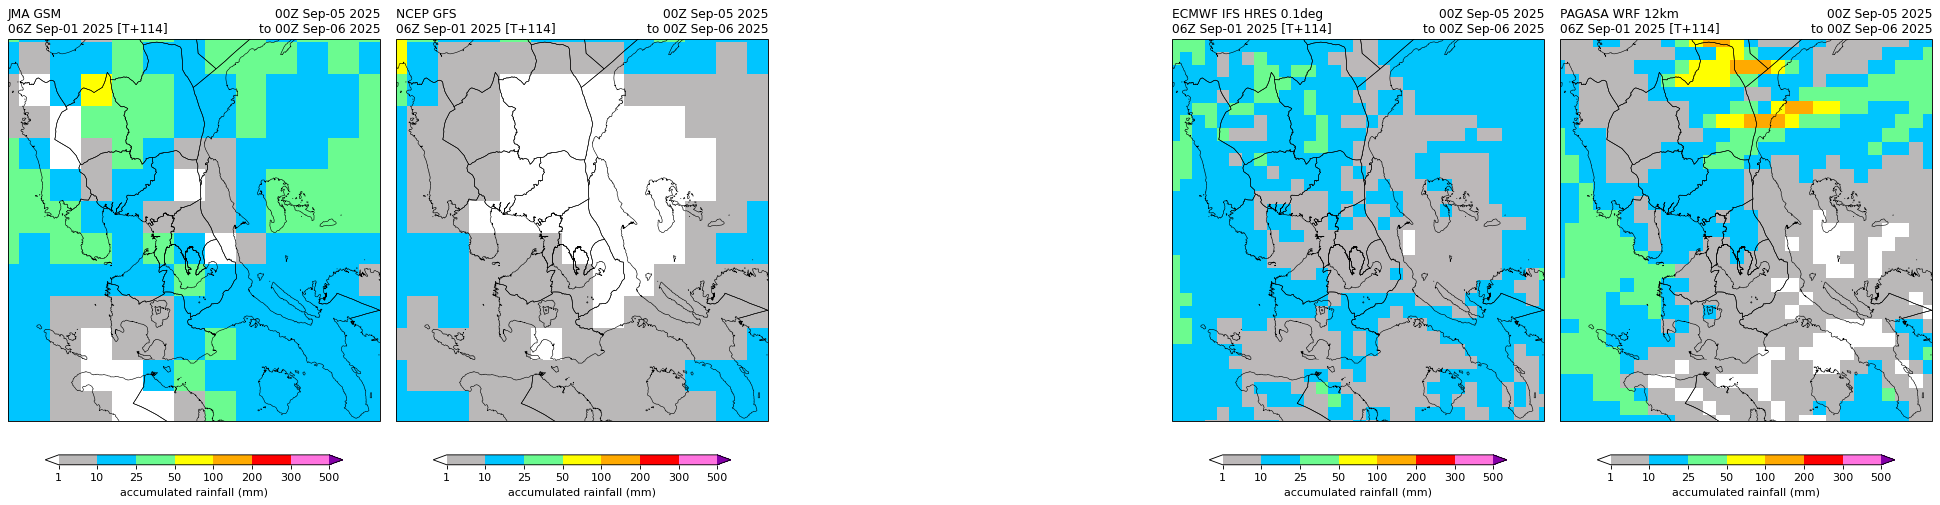 JMA GSM
06Z Sep-01 2025 [T+114]
00Z Sep-05 2025
to 00Z Sep-06 2025
NCEP GFS
06Z Sep-01 2025 [T+114]
00Z Sep-05 2025
to 00Z Sep-06 2025
ECMWF IFS HRES 0.1deg
06Z Sep-01 2025 [T+114]
00Z Sep-05 2025
to 00Z Sep-06 2025
PAGASA WRF 12km
06Z Sep-01 2025 [T+114]
00Z Sep-05 2025
to 00Z Sep-06 2025
1 10 25 50 100 200 300 500
accumulated rainfall (mm)
1 10 25 50 100 200 300 500
accumulated rainfall (mm)
1 10 25 50 100 200 300 500
accumulated rainfall (mm)
1 10 25 50 100 200 300 500
accumulated rainfall (mm)